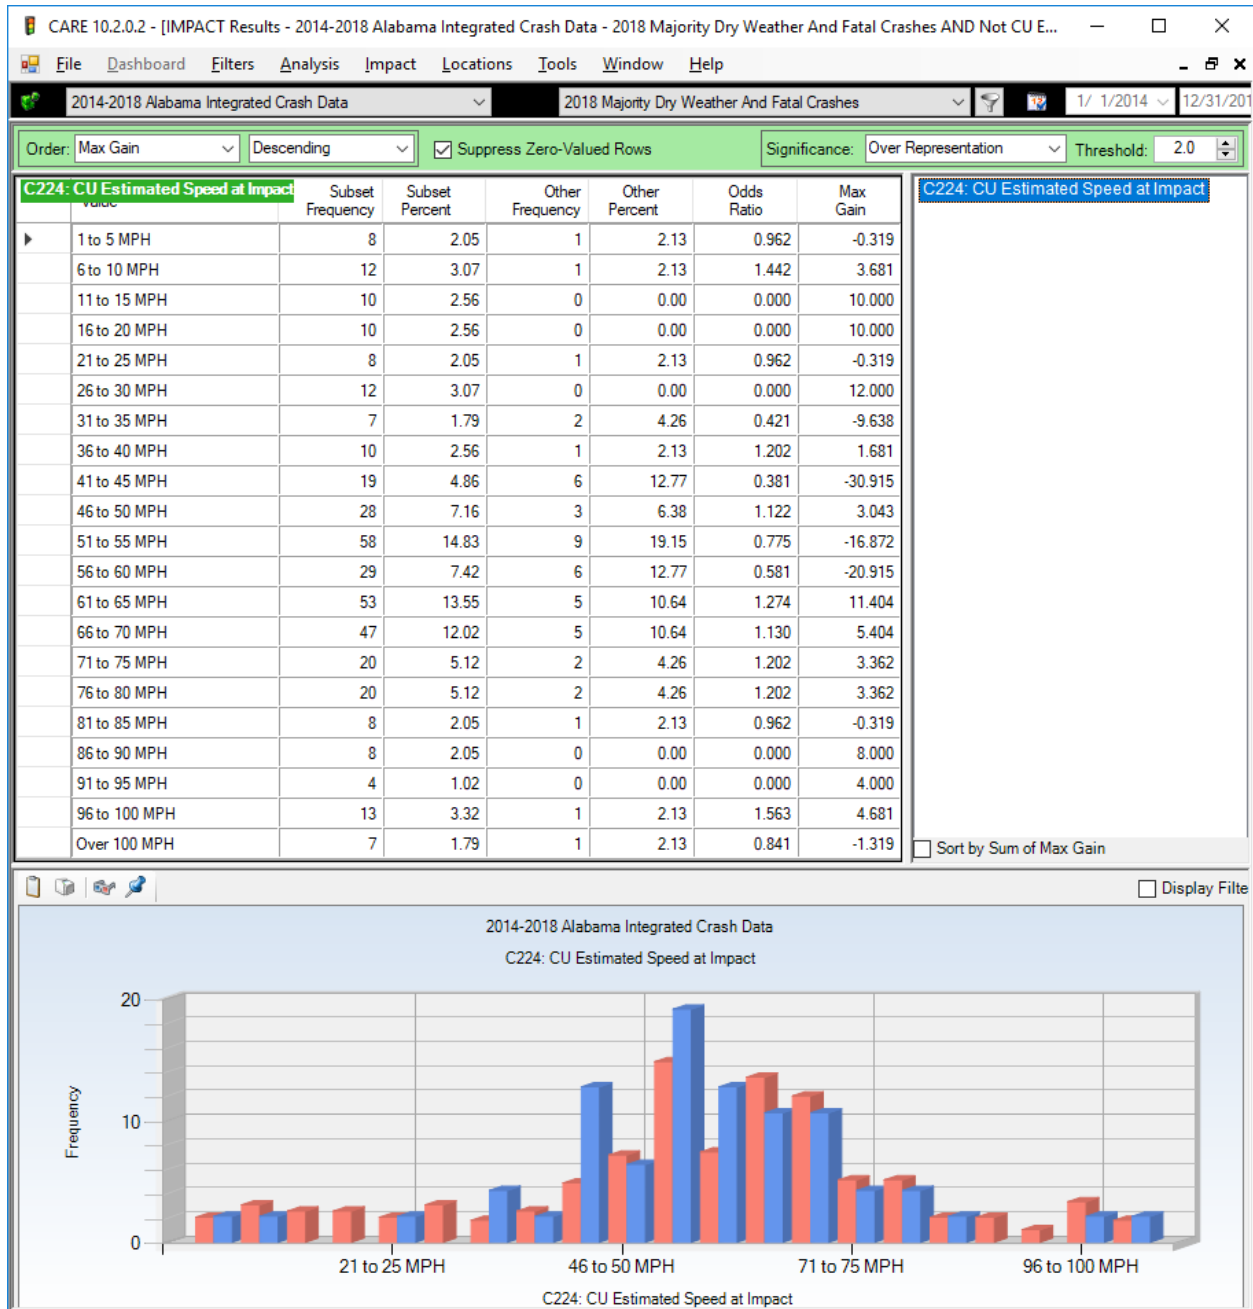 CARE 10.2.0.2 - [IMPACT Results - 2014-2018 Alabama Integrated Crash Data - 2018 Majority Dry Weather And Fatal Crashes AND Not CU E...
File Dashboard Filters Analysis Impact Locations Tools Window Help
2014-2018 Alabama Integrated Crash Data 2018 Majority Dry Weather And Fatal Crashes 1/ 1/2014 12/31/201
Order: Max Gain Descending Suppress Zero-Valued Rows Significance: Over Representation Threshold: 2.0
C224: CU Estimated Speed at Impact Subset Frequency Subset Percent Other Frequency Other Percent Odds Ratio Max Gain C224: CU Estimated Speed at Impact
1 to 5 MPH 8 2.05 1 2.13 0.962 -0.319
6 to 10 MPH 12 3.07 1 2.13 1.442 3.681
11 to 15 MPH 10 2.56 0 0.00 0.000 10.000
16 to 20 MPH 10 2.56 0 0.00 0.000 10.000
21 to 25 MPH 8 2.05 1 2.13 0.962 -0.319
26 to 30 MPH 12 3.07 0 0.00 0.000 12.000
31 to 35 MPH 7 1.79 2 4.26 0.421 -9.638
36 to 40 MPH 10 2.56 1 2.13 1.202 1.681
41 to 45 MPH 19 4.86 6 12.77 0.381 -30.915
46 to 50 MPH 28 7.16 3 6.38 1.122 3.043
51 to 55 MPH 58 14.83 9 19.15 0.775 -16.872
56 to 60 MPH 29 7.42 6 12.77 0.581 -20.915
61 to 65 MPH 53 13.55 5 10.64 1.274 11.404
66 to 70 MPH 47 12.02 5 10.64 1.130 5.404
71 to 75 MPH 20 5.12 2 4.26 1.202 3.362
76 to 80 MPH 20 5.12 2 4.26 1.202 3.362
81 to 85 MPH 8 2.05 1 2.13 0.962 -0.319
86 to 90 MPH 8 2.05 0 0.00 0.000 8.000
91 to 95 MPH 4 1.02 0 0.00 0.000 4.000
96 to 100 MPH 13 3.32 1 2.13 1.563 4.681
Over 100 MPH 7 1.79 1 2.13 0.841 -1.319
Sort by Sum of Max Gain
Display Filte
2014-2018 Alabama Integrated Crash Data
C224: CU Estimated Speed at Impact
20
10
0
Frequency
21 to 25 MPH 46 to 50 MPH 71 to 75 MPH 96 to 100 MPH
C224: CU Estimated Speed at Impact